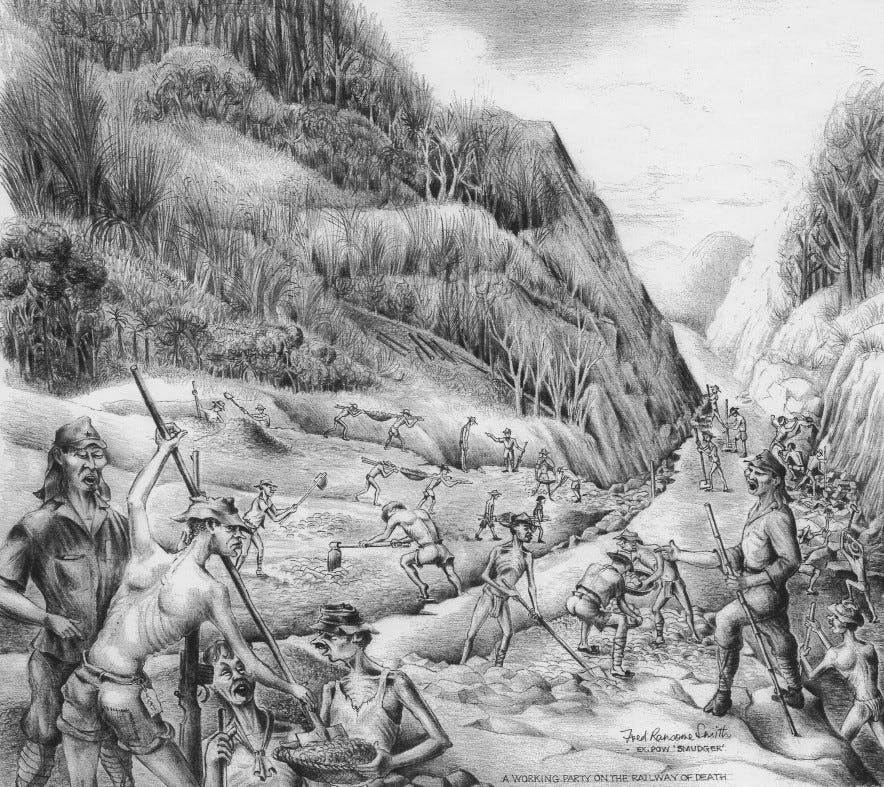 Fred Ransome Smith
- EX. POW 'SMUDGER'
A WORKING PARTY ON THE RAILWAY OF DEATH